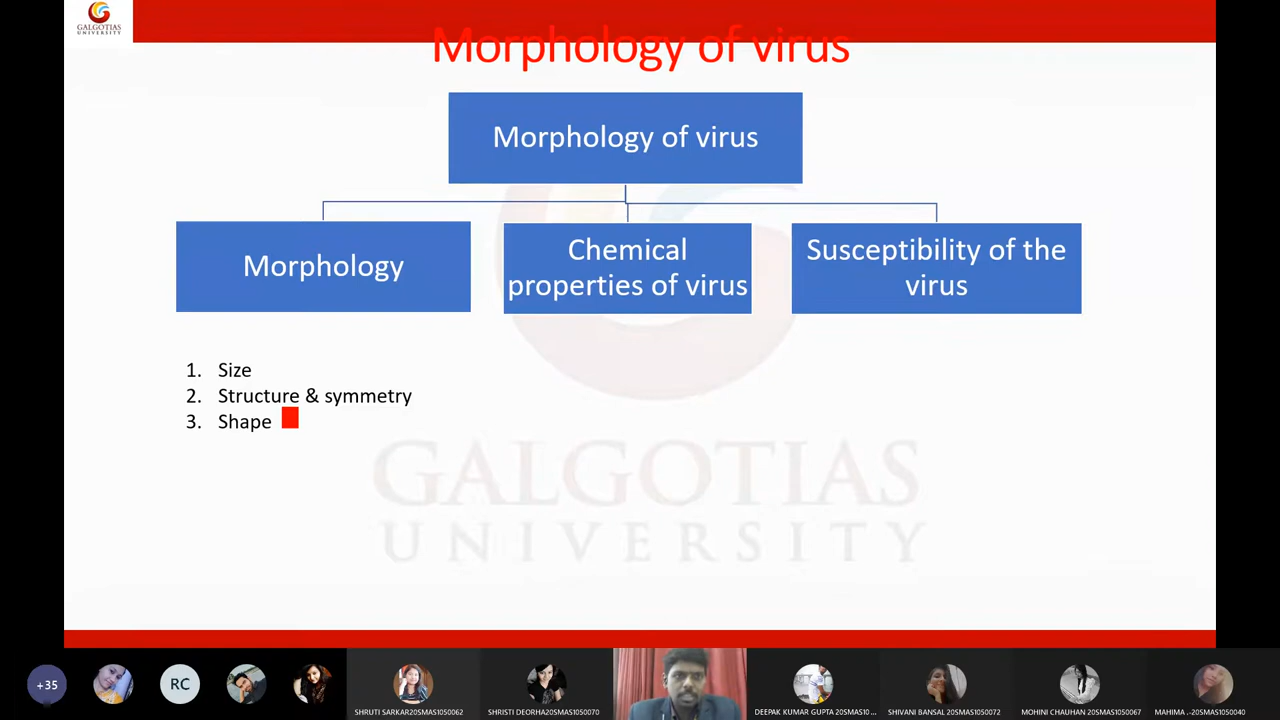 GALGOTIAS
UNIVERSITY
Morphology of virus
Morphology of virus
Morphology
Chemical
properties of virus
Susceptibility of the
virus
1. Size
2. Structure & symmetry
3. Shape
GALGOTIAS
UNIVERSITY
+35
RC
SHRUTI SARKAR20SMAS1050062
SHRISTI DEORHA20SMAS1050070
DEEPAK KUMAR GUPTA 20SMAS10 ...
SHIVANI BANSAL 20SMAS1050072
MOHINI CHAUHAN 20SMAS1050067
MAHIMA . .20SMAS1050040